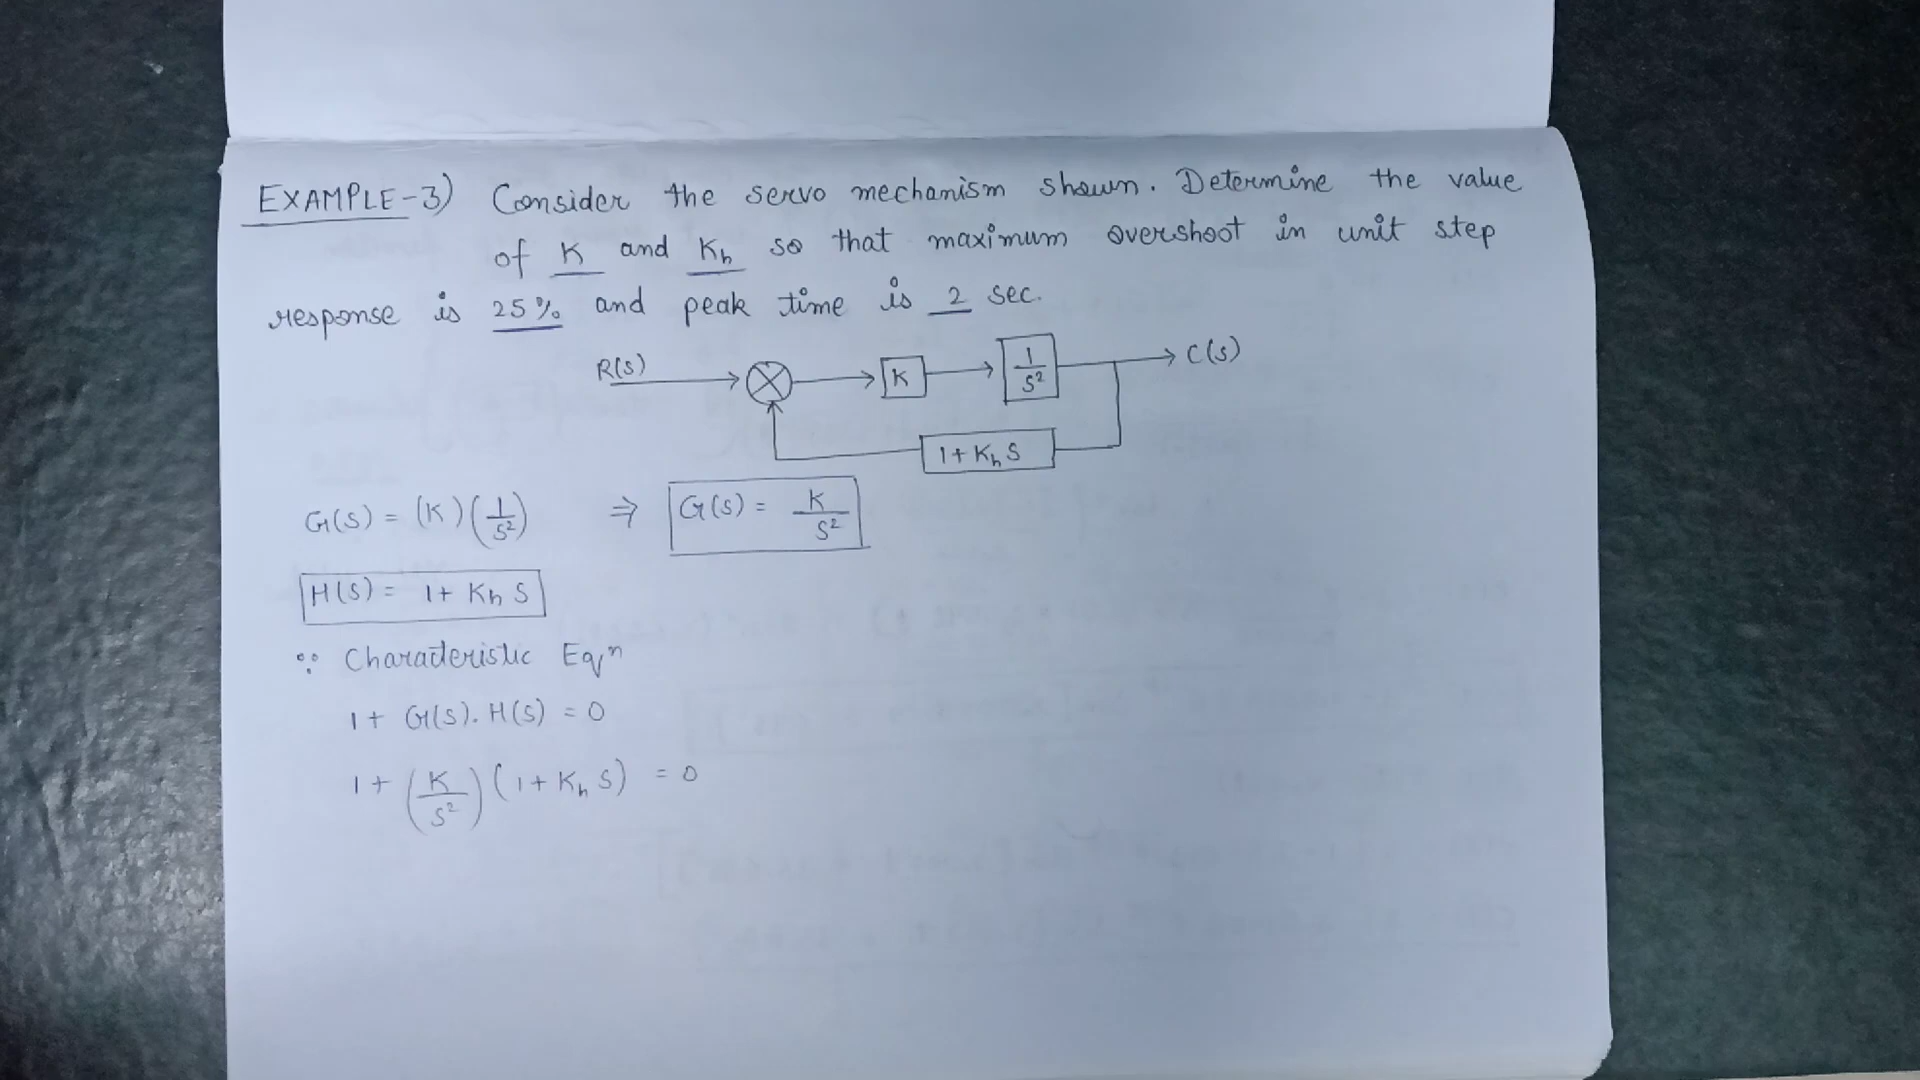 EXAMPLE-3) Consider the servo mechanism shown. Determine the value
of K and Kh so that maximum overshoot in unit step
response is 25% and peak time is 2 sec.
R(s) K 1/s² C(s)
1+ Kh S
G(s) = (K)(1/s²) ⇒ G(s) = K/s²
H(s) = 1+ Kh S
∵ Characteristic Eqⁿ
1+ G(s). H(s) = 0
1+ (K/s²)(1+ Kh S) = 0